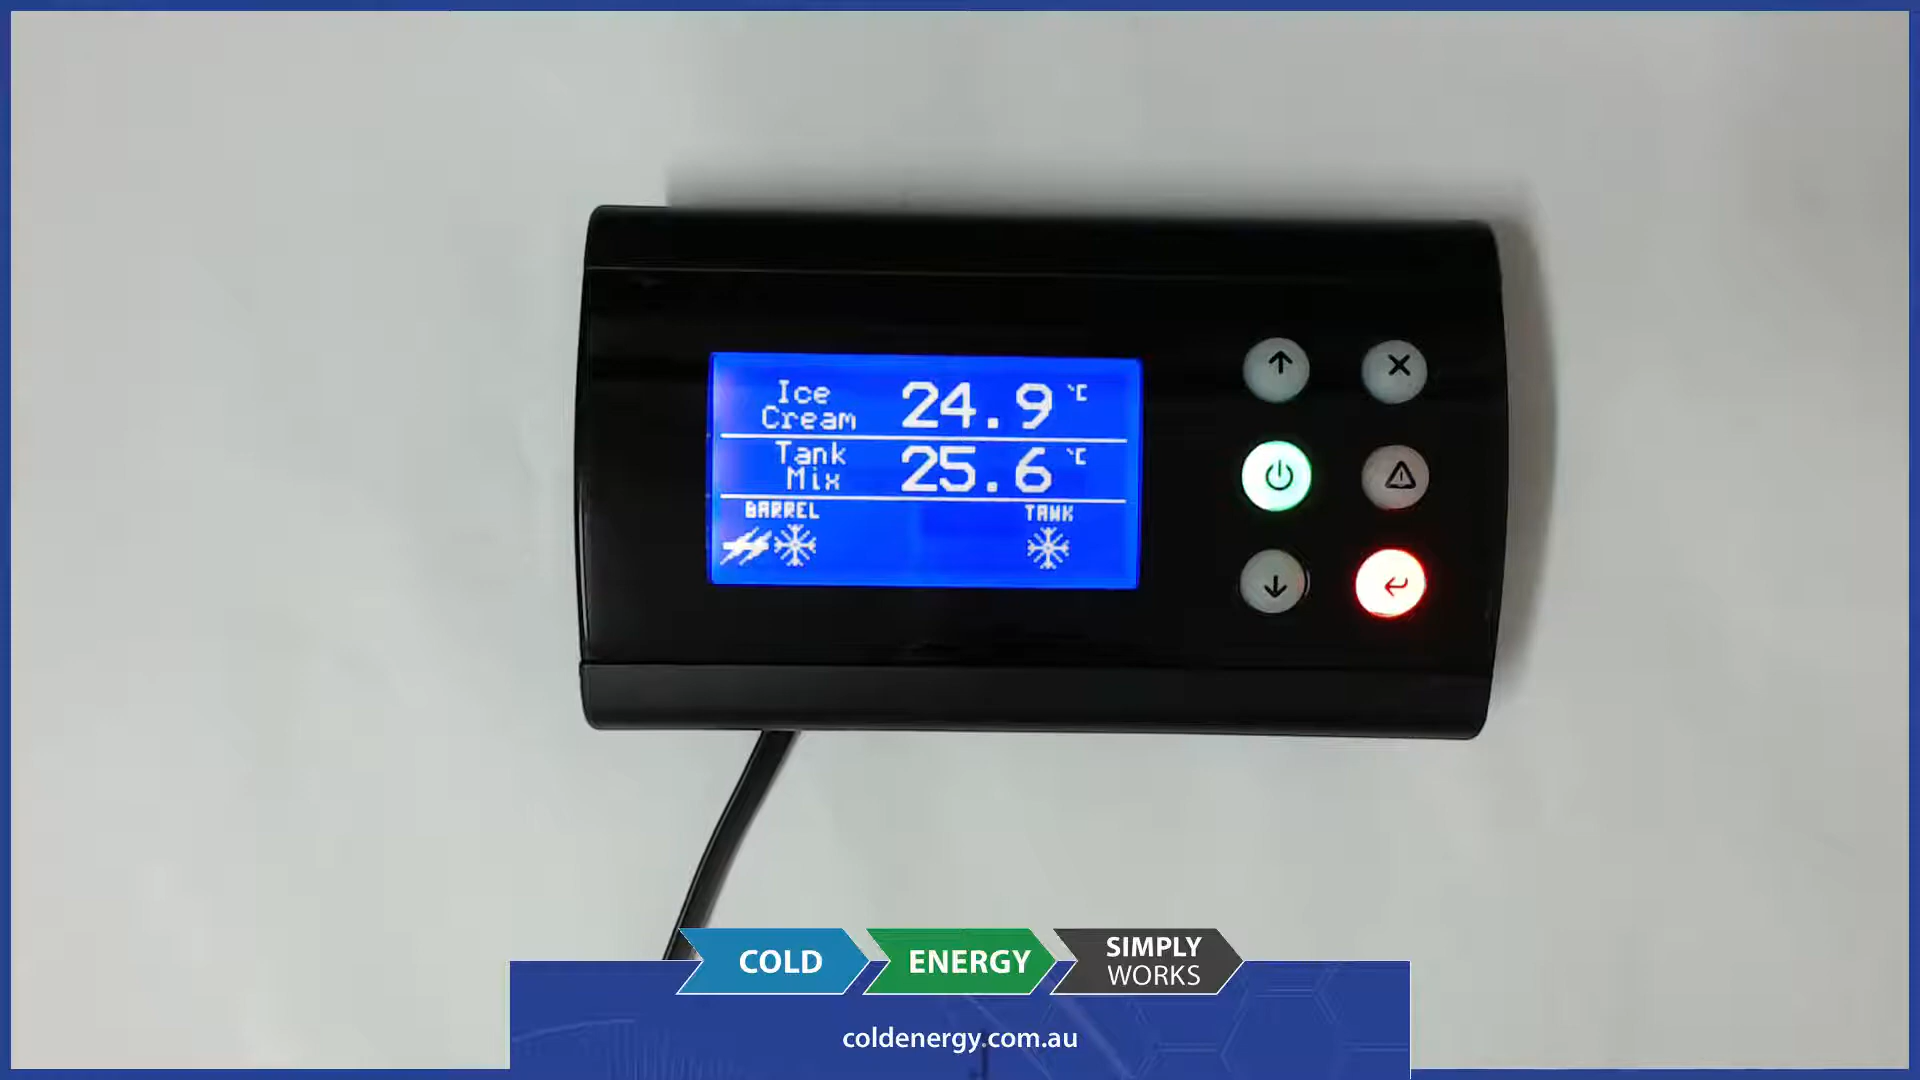 Ice
Cream 24.9 °C
Tank
Mix 25.6 °C
BARREL TANK
COLD ENERGY SIMPLY
WORKS
coldenergy.com.au